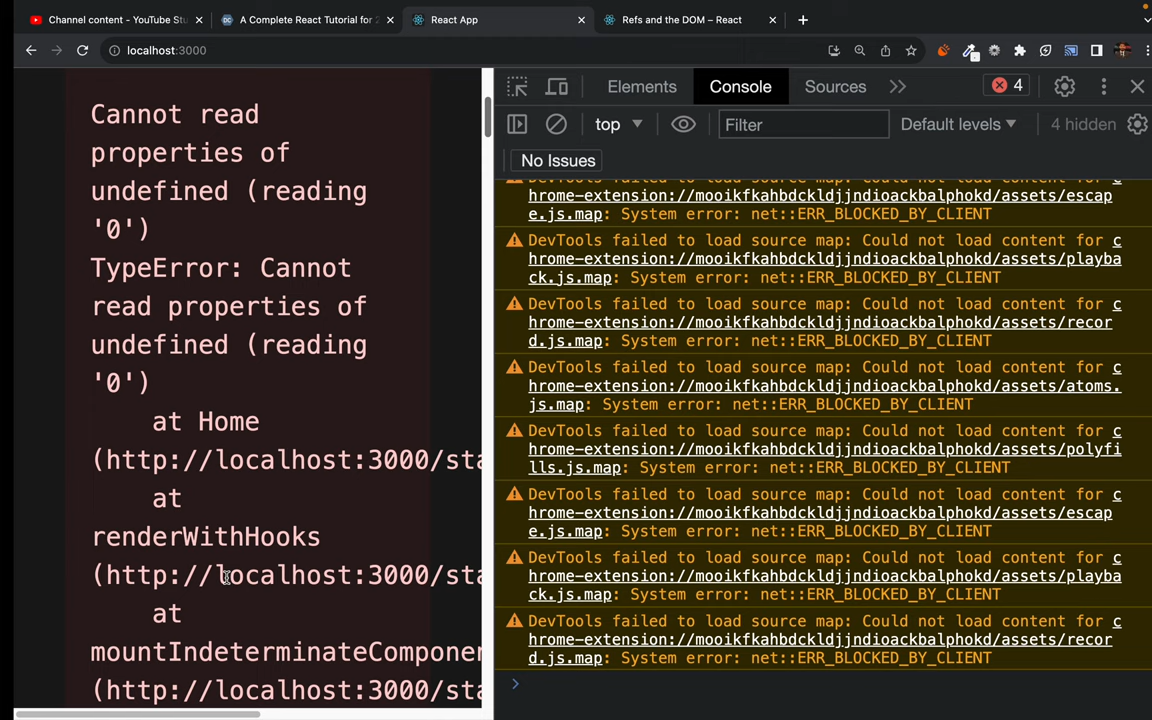 Channel content - YouTube Stu
A Complete React Tutorial for 2
React App
Refs and the DOM – React
localhost:3000
Cannot read
properties of
undefined (reading
'0')
TypeError: Cannot
read properties of
undefined (reading
'0')
at Home
(http://localhost:3000/sta
at
renderWithHooks
(http://localhost:3000/sta
at
mountIndeterminateComponen
(http://localhost:3000/sta
Elements
Console
Sources
4
top
Filter
Default levels
4 hidden
No Issues
DevTools failed to load source map: Could not load content for c
hrome-extension://mooikfkahbdckldjjndioackbalphokd/assets/escap
e.js.map: System error: net::ERR_BLOCKED_BY_CLIENT
DevTools failed to load source map: Could not load content for c
hrome-extension://mooikfkahbdckldjjndioackbalphokd/assets/playba
ck.js.map: System error: net::ERR_BLOCKED_BY_CLIENT
DevTools failed to load source map: Could not load content for c
hrome-extension://mooikfkahbdckldjjndioackbalphokd/assets/recor
d.js.map: System error: net::ERR_BLOCKED_BY_CLIENT
DevTools failed to load source map: Could not load content for c
hrome-extension://mooikfkahbdckldjjndioackbalphokd/assets/atoms.
js.map: System error: net::ERR_BLOCKED_BY_CLIENT
DevTools failed to load source map: Could not load content for c
hrome-extension://mooikfkahbdckldjjndioackbalphokd/assets/polyfi
lls.js.map: System error: net::ERR_BLOCKED_BY_CLIENT
DevTools failed to load source map: Could not load content for c
hrome-extension://mooikfkahbdckldjjndioackbalphokd/assets/escap
e.js.map: System error: net::ERR_BLOCKED_BY_CLIENT
DevTools failed to load source map: Could not load content for c
hrome-extension://mooikfkahbdckldjjndioackbalphokd/assets/playba
ck.js.map: System error: net::ERR_BLOCKED_BY_CLIENT
DevTools failed to load source map: Could not load content for c
hrome-extension://mooikfkahbdckldjjndioackbalphokd/assets/recor
d.js.map: System error: net::ERR_BLOCKED_BY_CLIENT